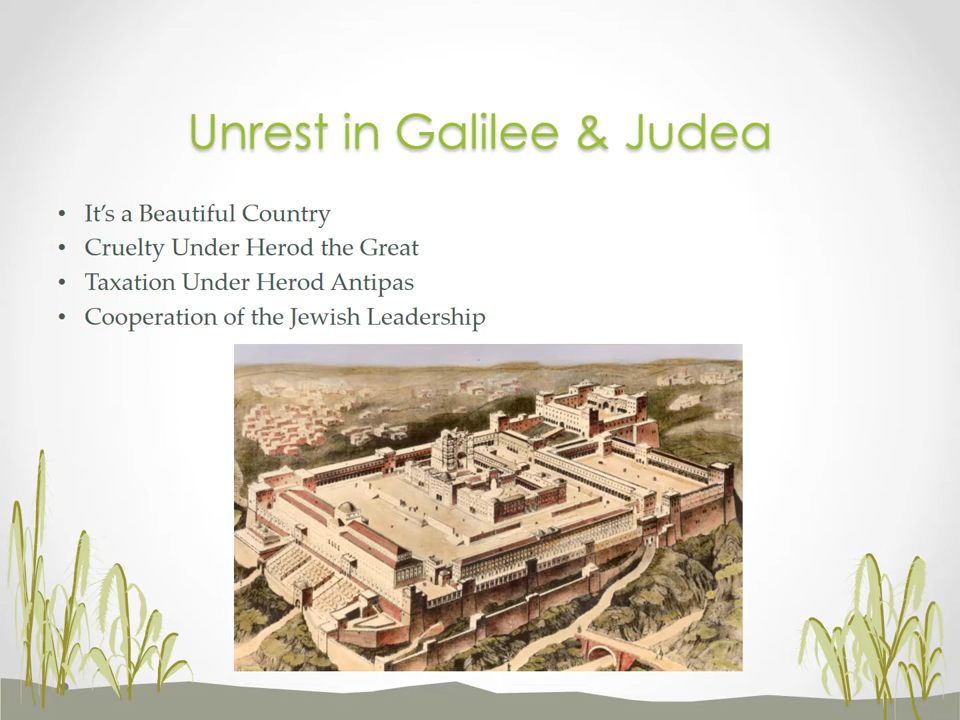 Unrest in Galilee & Judea
• It’s a Beautiful Country
• Cruelty Under Herod the Great
• Taxation Under Herod Antipas
• Cooperation of the Jewish Leadership